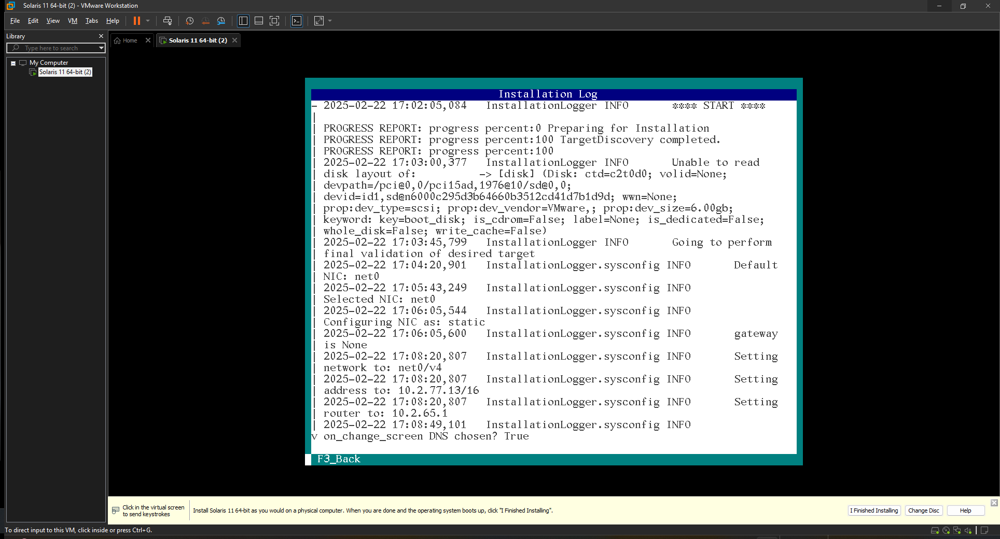 Solaris 11 64-bit (2) - VMware Workstation
File Edit View VM Tabs Help
Library
Home
Solaris 11 64-bit (2)
Type here to search
My Computer
Solaris 11 64-bit (2)
Installation Log
- 2025-02-22 17:02:05,084 InstallationLogger INFO **** START ****
|
| PROGRESS REPORT: progress percent:0 Preparing for Installation
| PROGRESS REPORT: progress percent:100 TargetDiscovery completed.
| PROGRESS REPORT: progress percent:100
| 2025-02-22 17:03:00,377 InstallationLogger INFO Unable to read
| disk layout of: -> [disk] (Disk: ctd=c2t0d0; volid=None;
| devpath=/pci@0,0/pci15ad,1976@10/sd@0,0;
| devid=id1,sd@n6000c295d3b64660b3512cd41d7b1d9d; wwn=None;
| prop:dev_type=scsi; prop:dev_vendor=VMware,; prop:dev_size=6.00gb;
| keyword: key=boot_disk; is_cdrom=False; label=None; is_dedicated=False;
| whole_disk=False; write_cache=False)
| 2025-02-22 17:03:45,799 InstallationLogger INFO Going to perform
| final validation of desired target
| 2025-02-22 17:04:20,901 InstallationLogger.sysconfig INFO Default
| NIC: net0
| 2025-02-22 17:05:43,249 InstallationLogger.sysconfig INFO
| Selected NIC: net0
| 2025-02-22 17:06:05,544 InstallationLogger.sysconfig INFO
| Configuring NIC as: static
| 2025-02-22 17:06:05,600 InstallationLogger.sysconfig INFO gateway
| is None
| 2025-02-22 17:08:20,807 InstallationLogger.sysconfig INFO Setting
| network to: net0/v4
| 2025-02-22 17:08:20,807 InstallationLogger.sysconfig INFO Setting
| address to: 10.2.77.13/16
| 2025-02-22 17:08:20,807 InstallationLogger.sysconfig INFO Setting
| router to: 10.2.65.1
| 2025-02-22 17:08:49,101 InstallationLogger.sysconfig INFO
v on_change_screen DNS chosen? True
F3_Back
Click in the virtual screen
to send keystrokes
Install Solaris 11 64-bit as you would on a physical computer. When you are done and the operating system boots up, click "I Finished Installing".
I Finished Installing
Change Disc
Help
To direct input to this VM, click inside or press Ctrl+G.